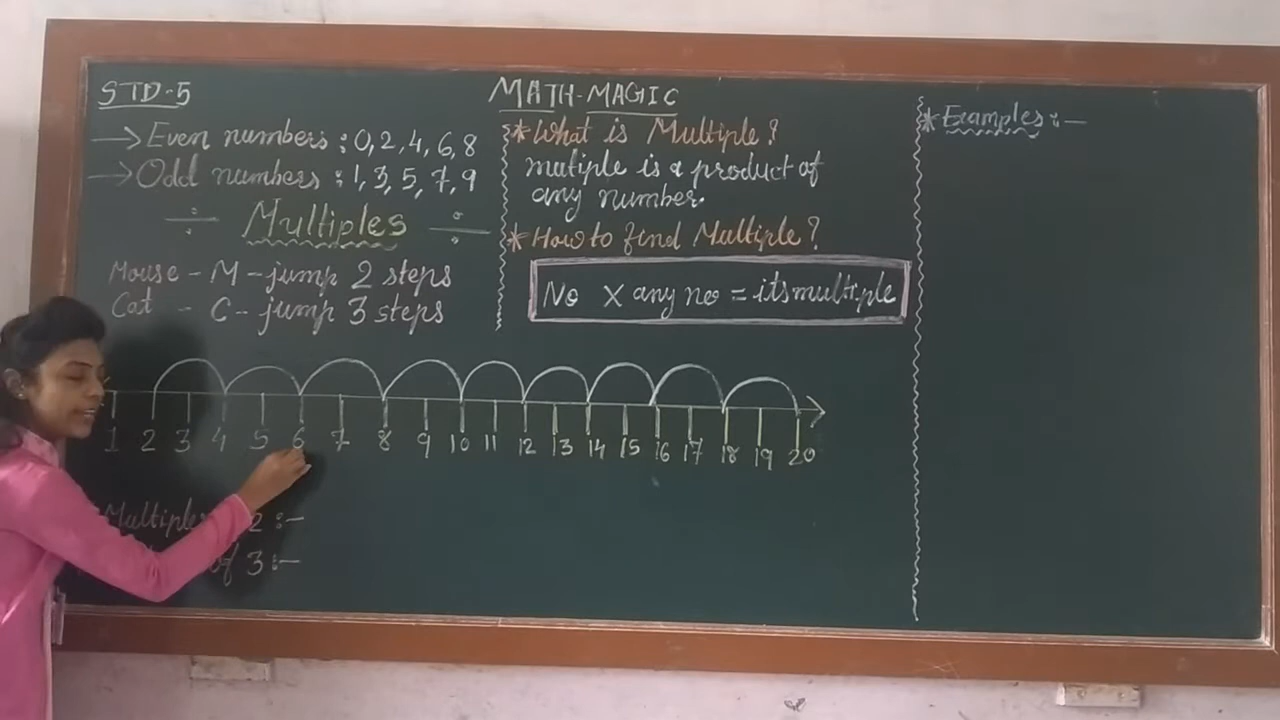 STD-5
MATH-MAGIC
→ Even numbers : 0, 2, 4, 6, 8
→ Odd numbers : 1, 3, 5, 7, 9
÷ Multiples ÷
Mouse - M - jump 2 steps
Cat - C - jump 3 steps
* What is Multiple?
mutiple is a product of
any number.
* How to find Multiple?
No X any no = its multiple
* Examples :-
1 2 3 4 5 6 7 8 9 10 11 12 13 14 15 16 17 18 19 20
Multiples 2 :-
of 3 :-